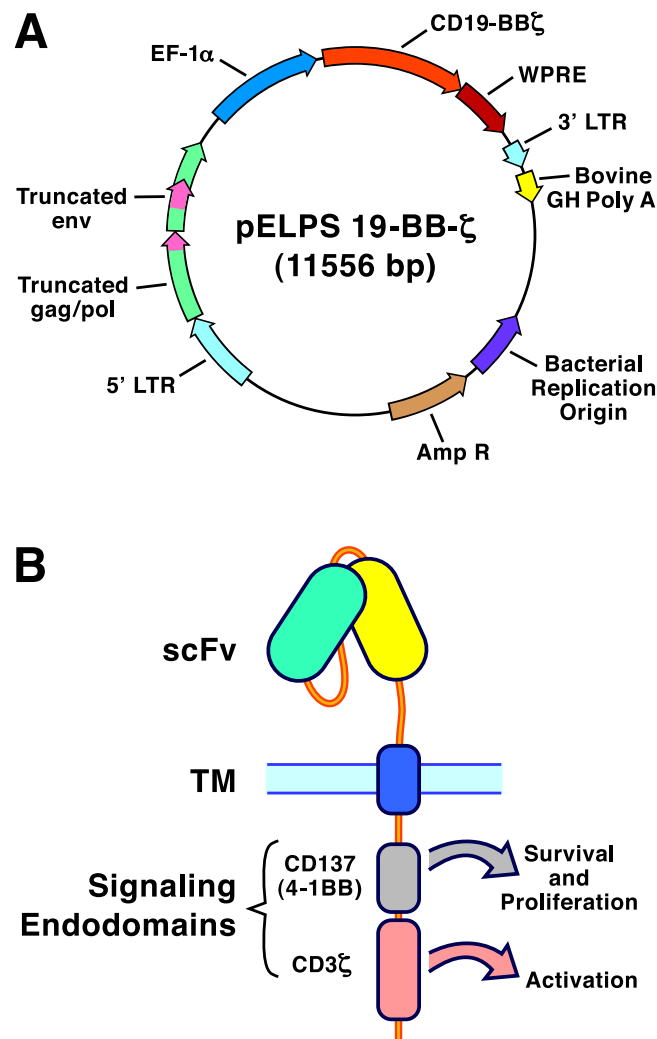 A
CD19-BBζ
EF-1α
WPRE
3' LTR
Bovine
GH Poly A
Truncated
env
pELPS 19-BB-ζ
(11556 bp)
Truncated
gag/pol
5' LTR
Bacterial
Replication
Origin
Amp R
B
scFv
TM
Signaling
Endodomains
CD137
(4-1BB)
CD3ζ
Survival
and
Proliferation
Activation